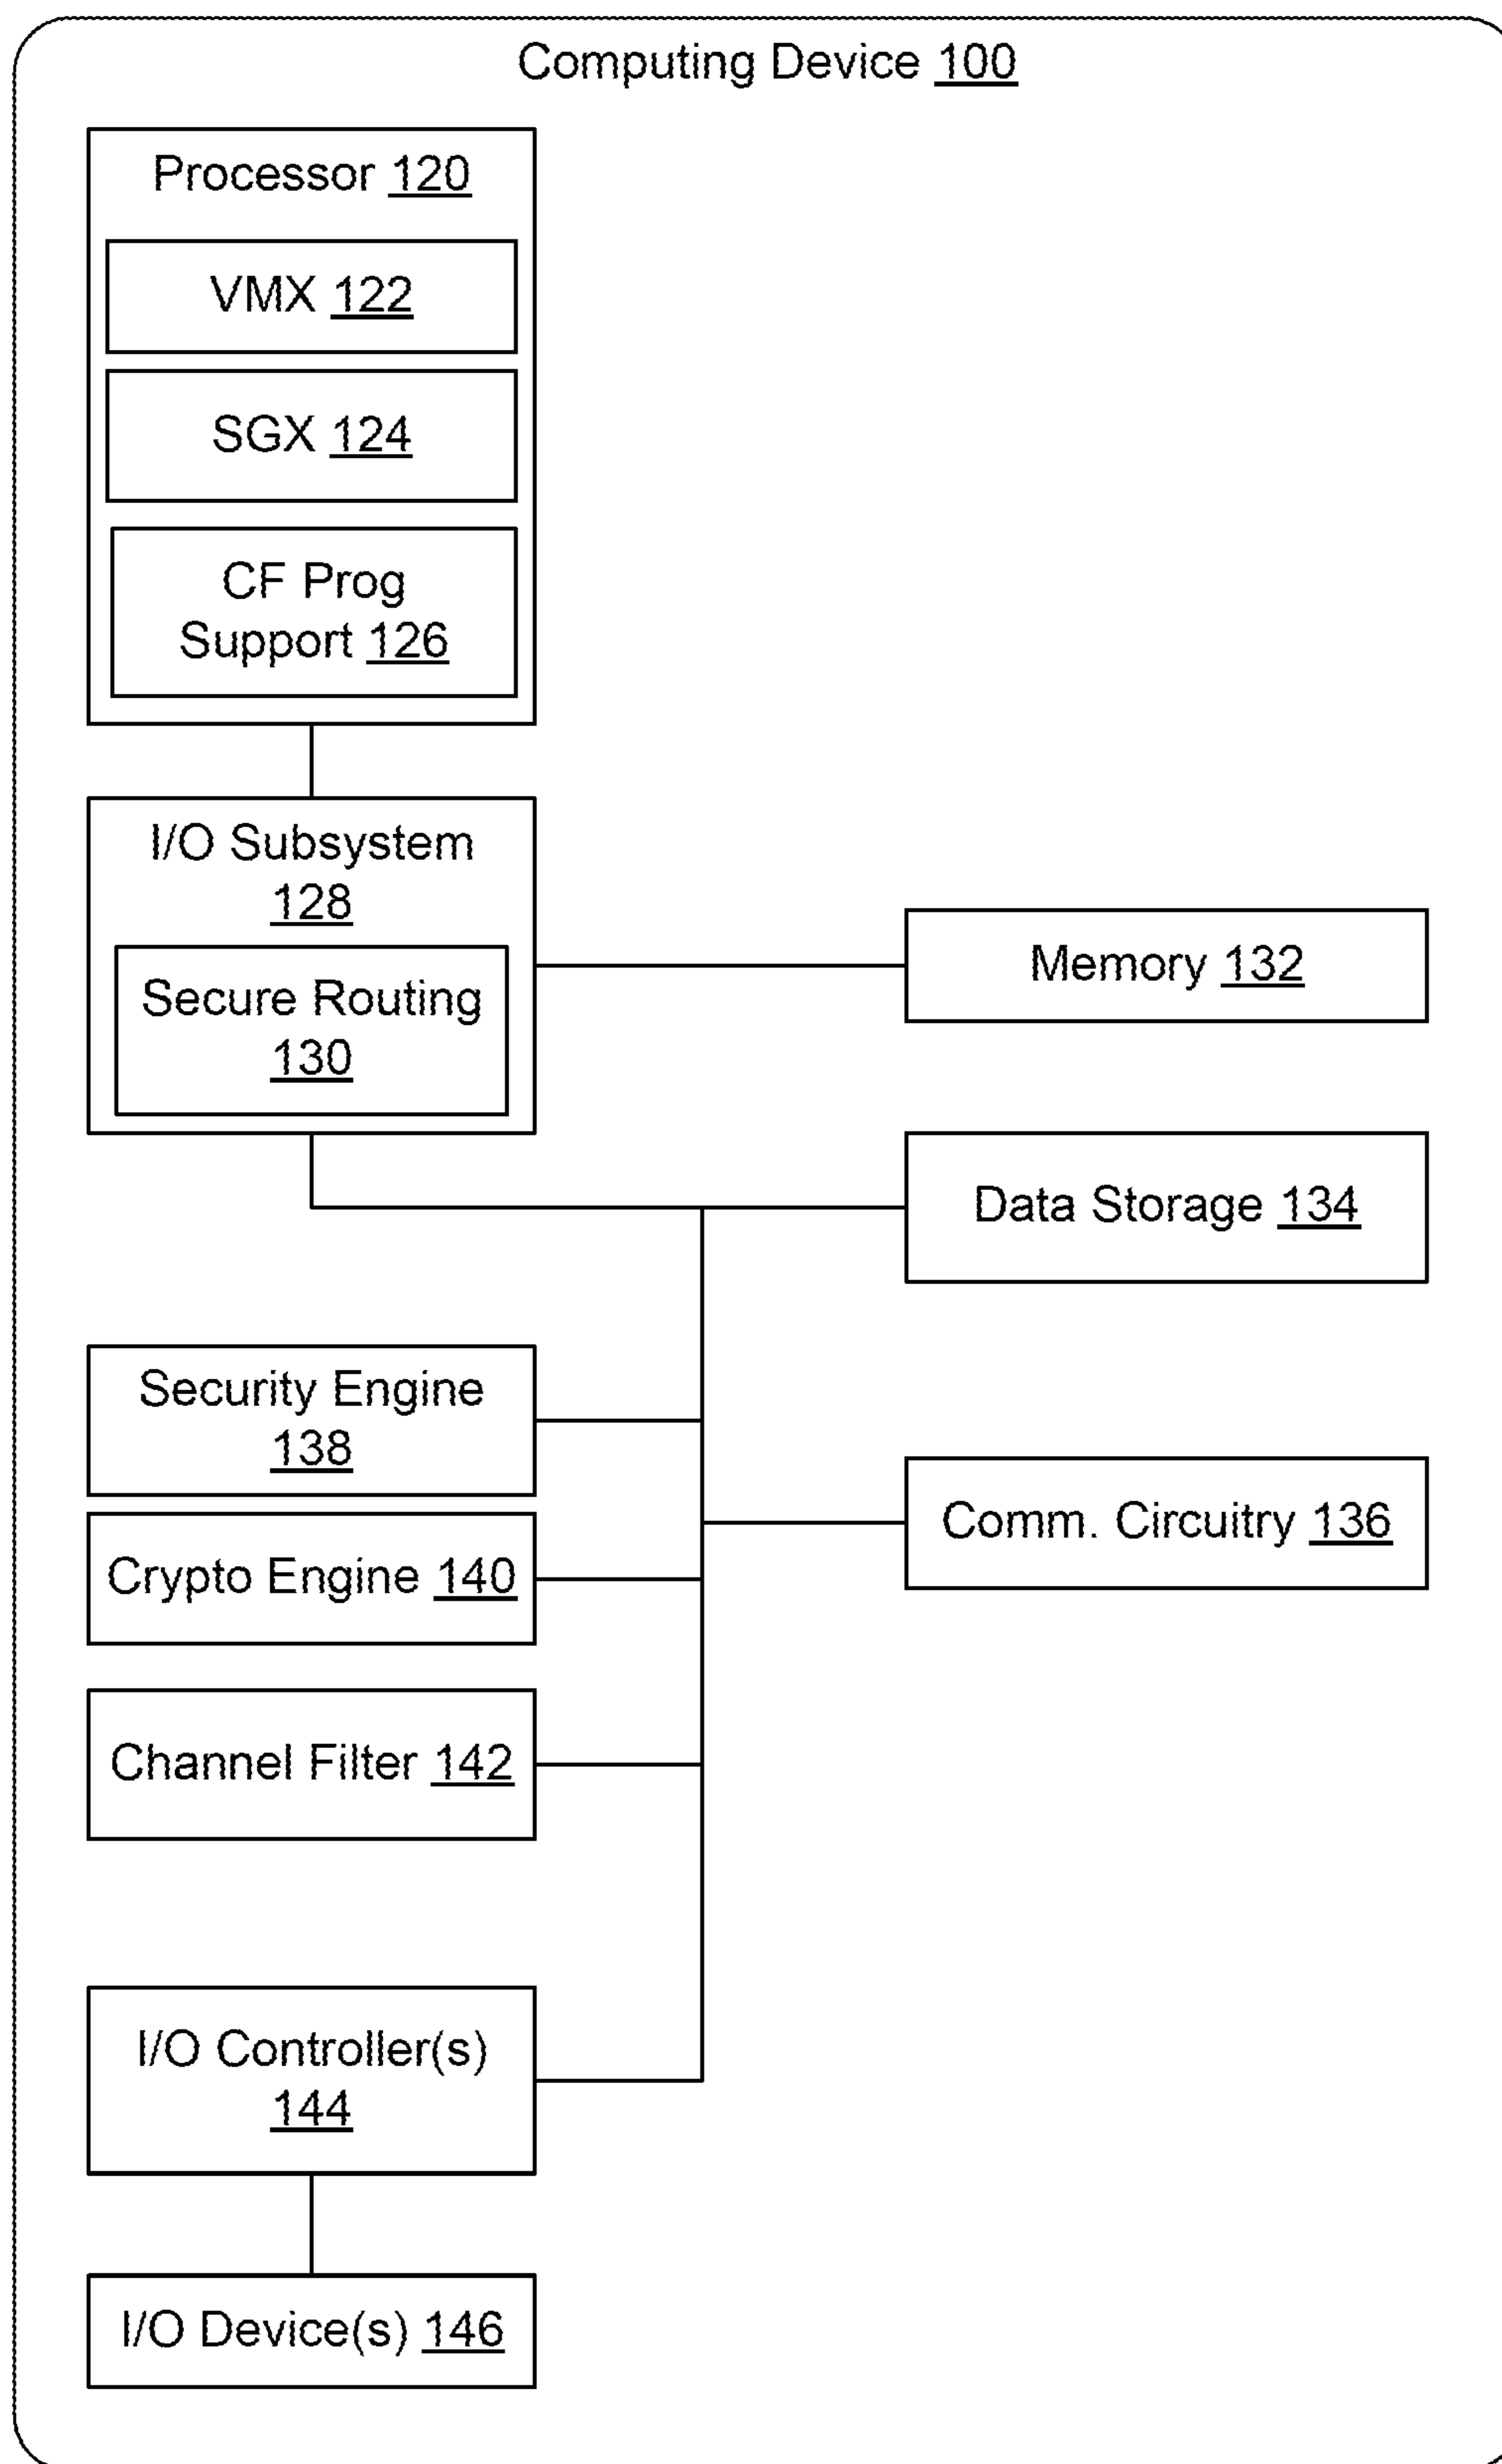 Computing Device 100
Processor 120
VMX 122
SGX 124
CF Prog
Support 126
I/O Subsystem
128
Secure Routing
130
Memory 132
Data Storage 134
Security Engine
138
Comm. Circuitry 136
Crypto Engine 140
Channel Filter 142
I/O Controller(s)
144
I/O Device(s) 146